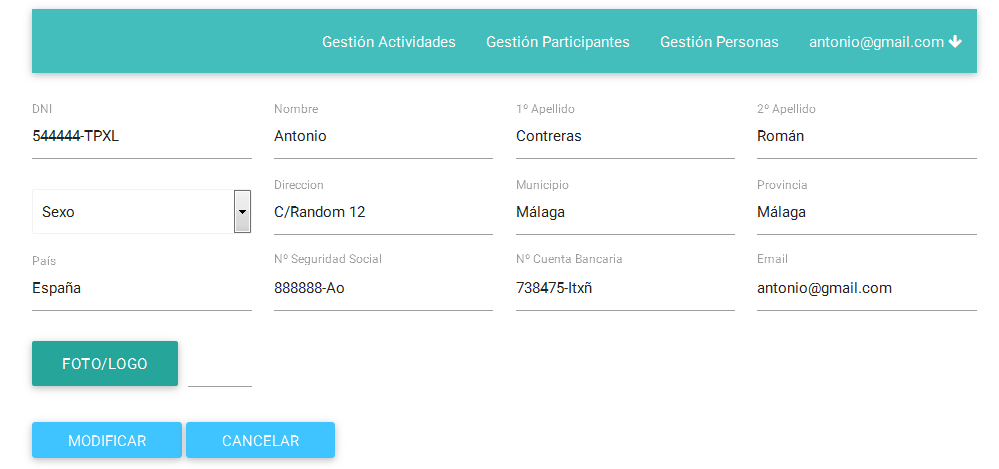 Gestión Actividades Gestión Participantes Gestión Personas antonio@gmail.com
DNI Nombre 1º Apellido 2º Apellido
544444-TPXL Antonio Contreras Román
Direccion Municipio Provincia
Sexo C/Random 12 Málaga Málaga
País Nº Seguridad Social Nº Cuenta Bancaria Email
España 888888-Ao 738475-Itxñ antonio@gmail.com
FOTO/LOGO
MODIFICAR CANCELAR